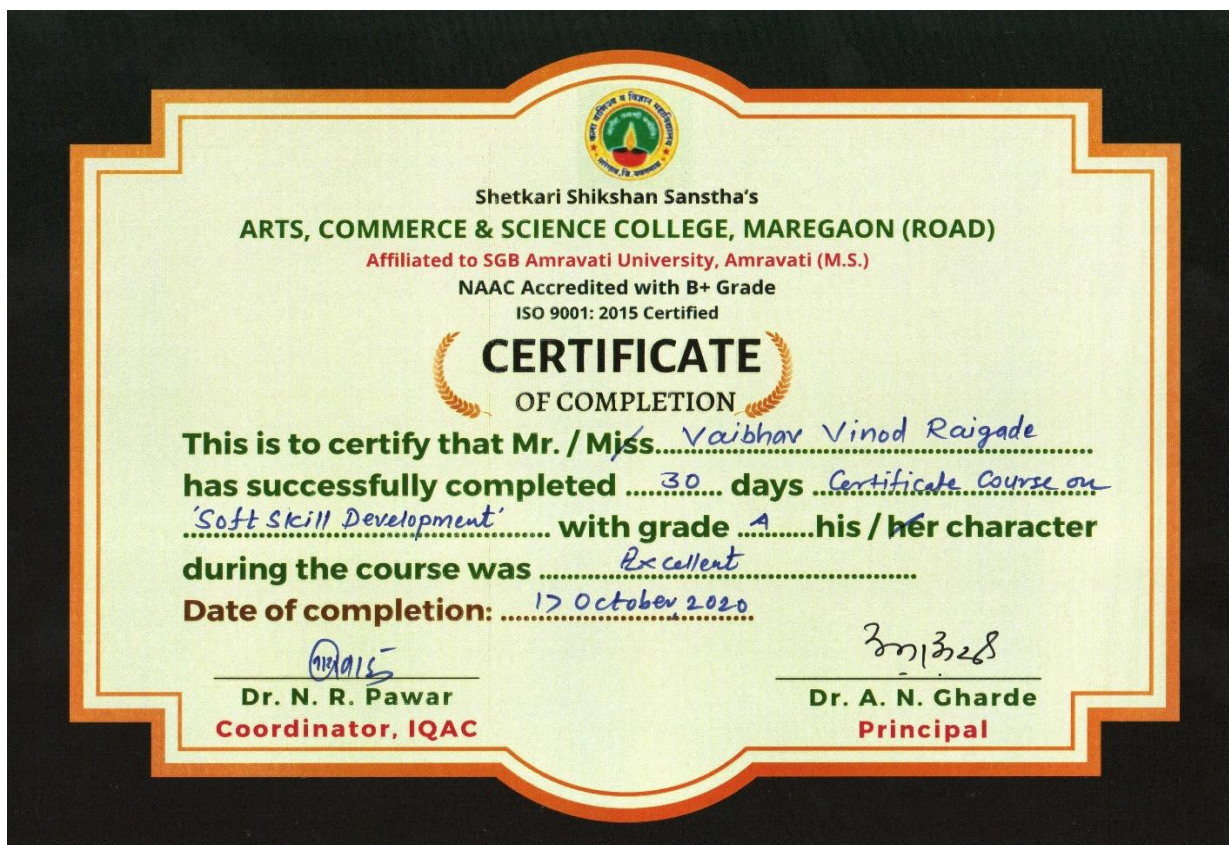 कला वाणिज्य व विज्ञान महाविद्यालय
Shetkari Shikshan Sanstha's
ARTS, COMMERCE & SCIENCE COLLEGE, MAREGAON (ROAD)
Affiliated to SGB Amravati University, Amravati (M.S.)
NAAC Accredited with B+ Grade
ISO 9001: 2015 Certified
CERTIFICATE
OF COMPLETION
This is to certify that Mr. / Miss Vaibhav Vinod Raigade
has successfully completed 30 days Certificate Course on
'Soft Skill Development' with grade A his / her character
during the course was Excellent
Date of completion: 17 October, 2020
Dr. N. R. Pawar Dr. A. N. Gharde
Coordinator, IQAC Principal